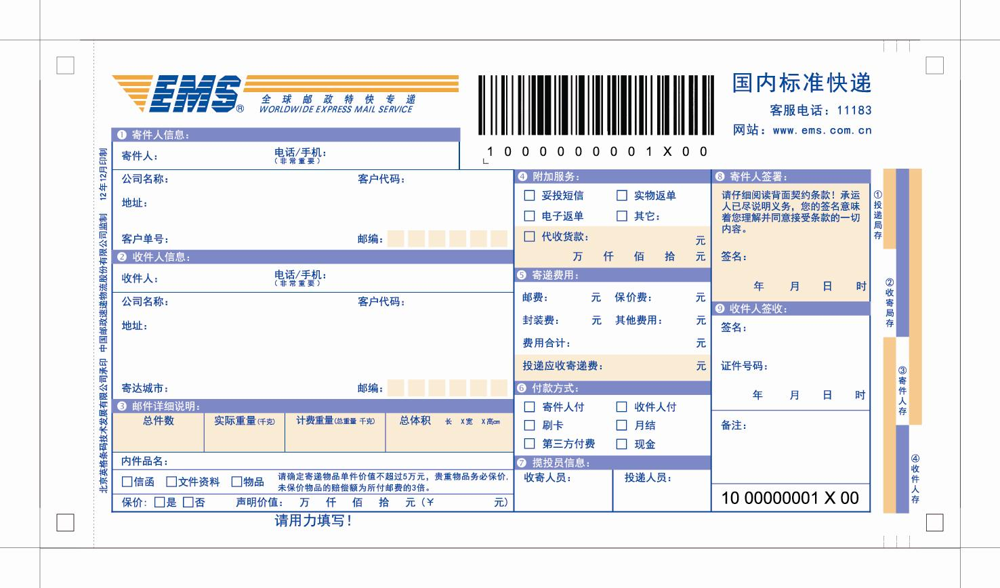 EMS®
全球邮政特快专递
WORLDWIDE EXPRESS MAIL SERVICE
1000000001X00
国内标准快递
客服电话：11183
网站：www.ems.com.cn
❶ 寄件人信息：
寄件人： 电话/手机：
（非常重要）
公司名称： 客户代码：
地址：
客户单号： 邮编：
❷ 收件人信息：
收件人： 电话/手机：
（非常重要）
公司名称： 客户代码：
地址：
寄达城市： 邮编：
❸ 邮件详细说明：
总件数 实际重量(千克) 计费重量(总重量 千克) 总体积 长 X宽 X高cm
内件品名：
信函 文件资料 物品
请确定寄递物品单件价值不超过5万元，贵重物品务必保价.
未保价物品的赔偿额为所付邮费的3倍。
保价: 是 否 声明价值： 万 仟 佰 拾 元（¥ 元）
请用力填写！
❹ 附加服务：
妥投短信 实物返单
电子返单 其它：
代收货款： 元
万 仟 佰 拾 元
❺ 寄递费用：
邮费： 元 保价费： 元
封装费： 元 其他费用： 元
费用合计： 元
投递应收寄递费： 元
❻ 付款方式：
寄件人付 收件人付
刷卡 月结
第三方付费 现金
❼ 揽投员信息：
收寄人员： 投递人员：
❽ 寄件人签署：
请仔细阅读背面契约条款！承运
人已尽说明义务，您的签名意味
着您理解并同意接受条款的一切
内容。
签名：
年 月 日 时
❾ 收件人签收：
签名：
证件号码：
年 月 日 时
备注：
10 00000001 X 00
①投递局存
②收寄局存
③寄件人存
④收件人存
北京英格条码技术发展有限公司承印 中国邮政速递物流股份有限公司监制 12年12月印制